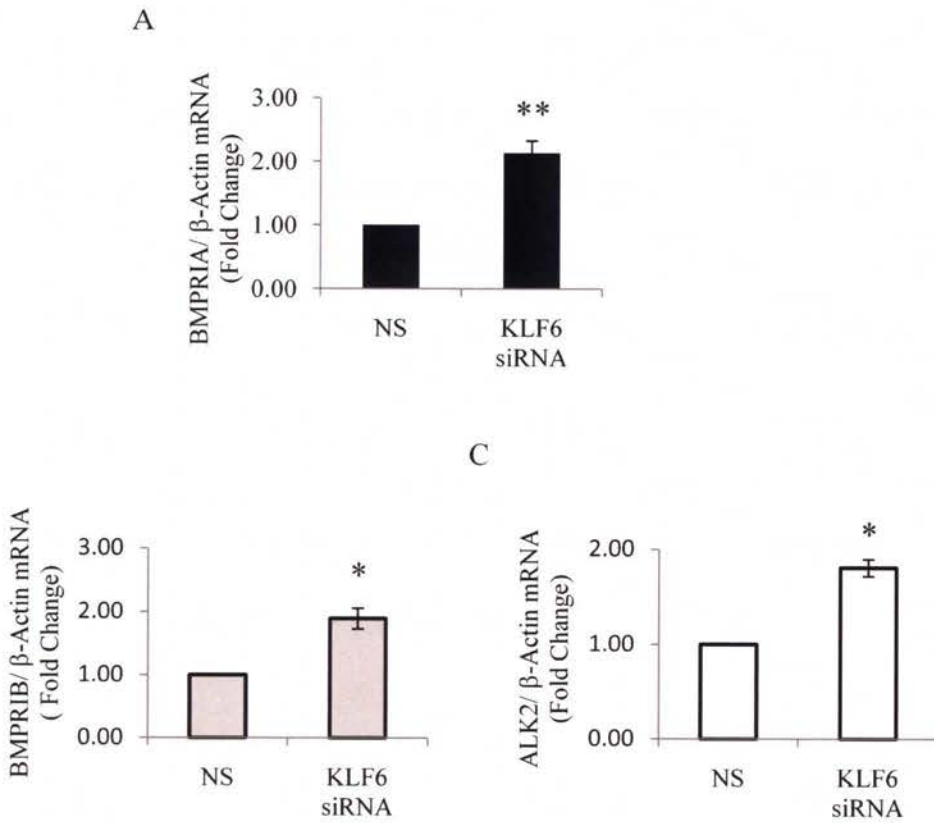 A
BMPRIA/ β-Actin mRNA
(Fold Change)
3.00
2.00
1.00
0.00
**
NS
KLF6
siRNA
BMPRIB/ β-Actin mRNA
( Fold Change)
3.00
2.00
1.00
0.00
*
NS
KLF6
siRNA
C
ALK2/ β-Actin mRNA
(Fold Change)
2.00
1.00
0.00
*
NS
KLF6
siRNA